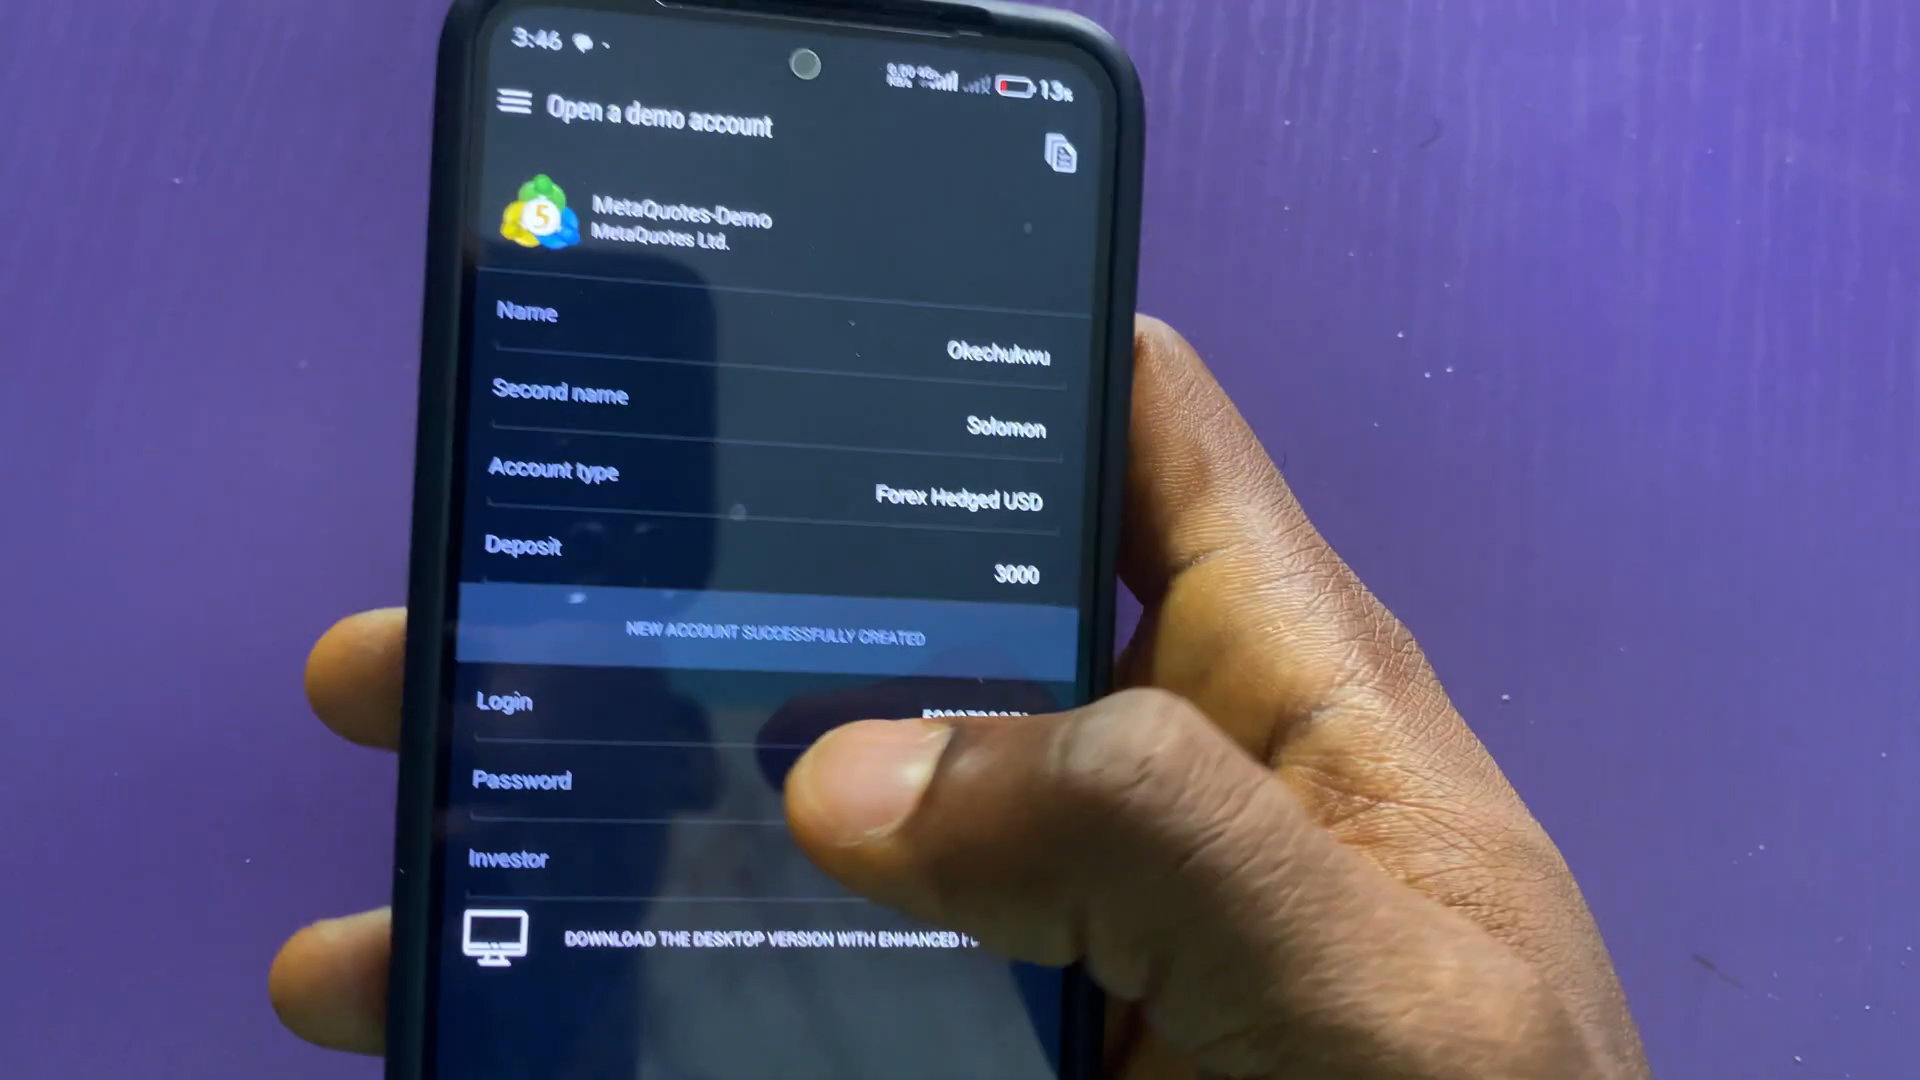 3:46
13%
Open a demo account
5
MetaQuotes-Demo
MetaQuotes Ltd.
Name
Okechukwu
Second name
Solomon
Account type
Forex Hedged USD
Deposit
3000
NEW ACCOUNT SUCCESSFULLY CREATED
Login
Password
Investor
DOWNLOAD THE DESKTOP VERSION WITH ENHANCED